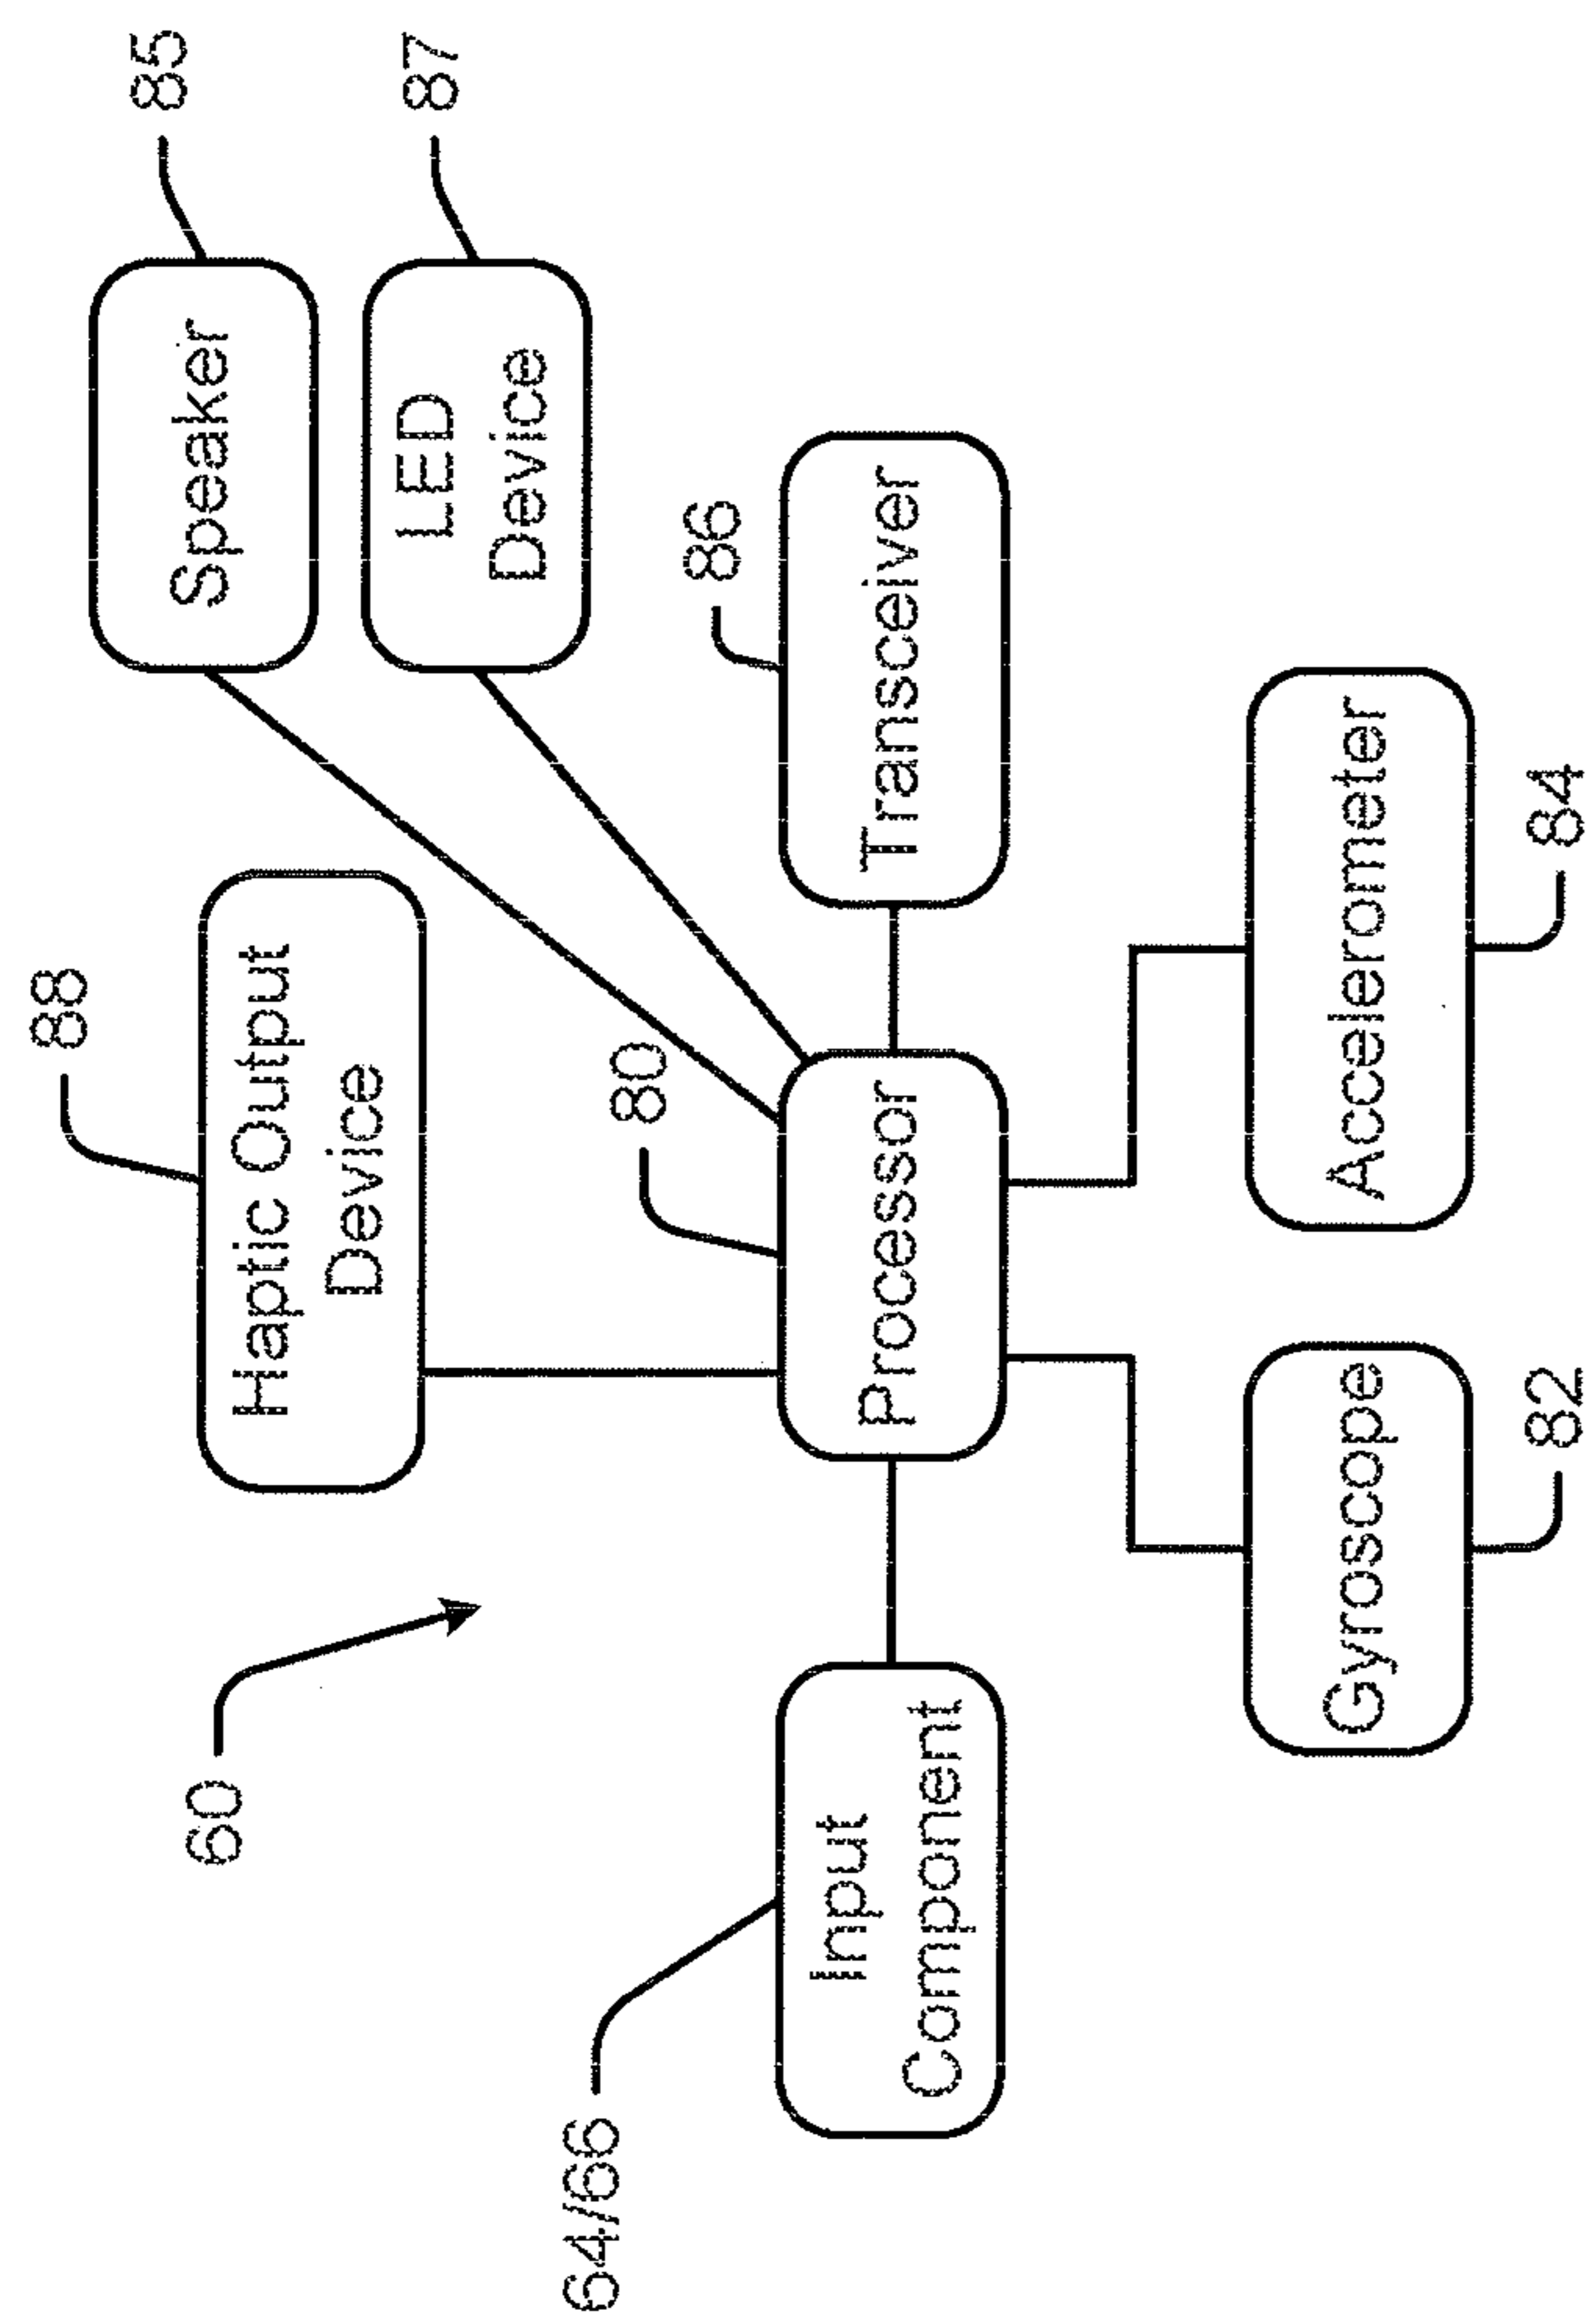 88
85
Haptic Output
Device
Speaker
87
LED
Device
60
80
86
64/66
Input
Component
Processor
Transceiver
Gyroscope
Accelerometer
82
84